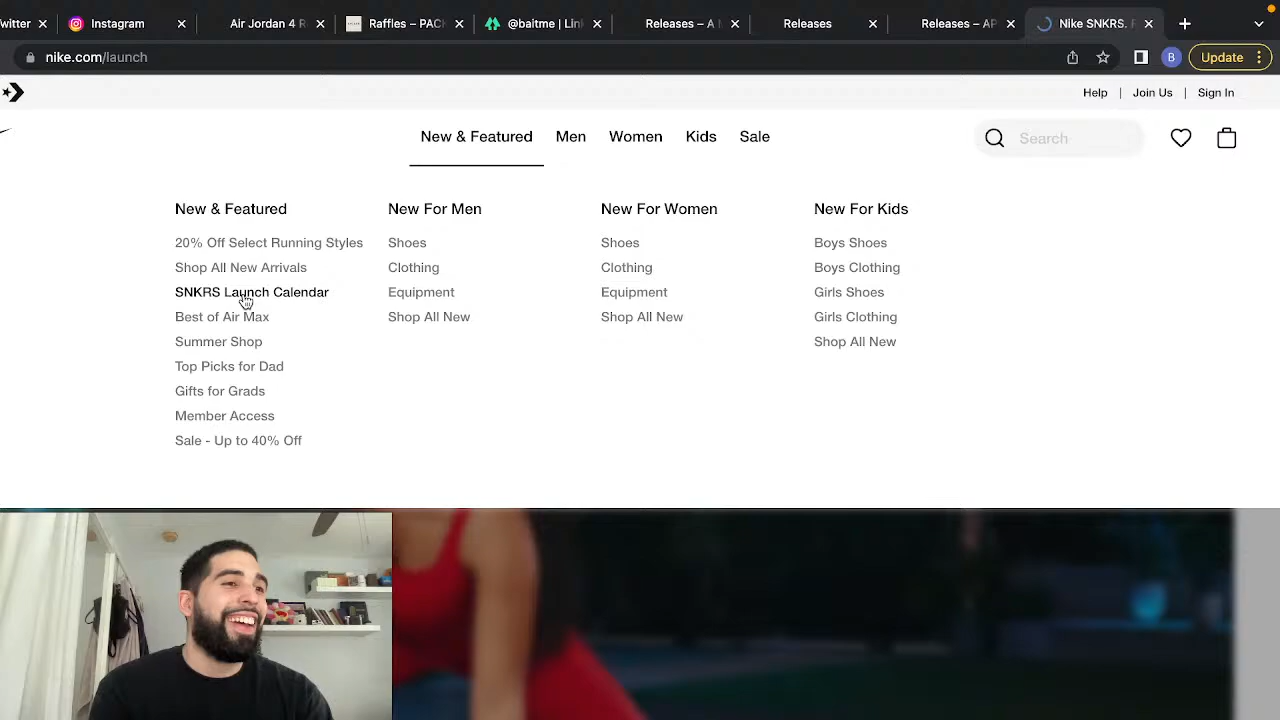 witter
Instagram
Air Jordan 4 R
Raffles – PAC
@baitme | Lin
Releases – A
Releases
Releases – AP
Nike SNKRS. R
nike.com/launch
B
Update
Help | Join Us | Sign In
New & Featured
Men
Women
Kids
Sale
Search
New & Featured
20% Off Select Running Styles
Shop All New Arrivals
SNKRS Launch Calendar
Best of Air Max
Summer Shop
Top Picks for Dad
Gifts for Grads
Member Access
Sale - Up to 40% Off
New For Men
Shoes
Clothing
Equipment
Shop All New
New For Women
Shoes
Clothing
Equipment
Shop All New
New For Kids
Boys Shoes
Boys Clothing
Girls Shoes
Girls Clothing
Shop All New